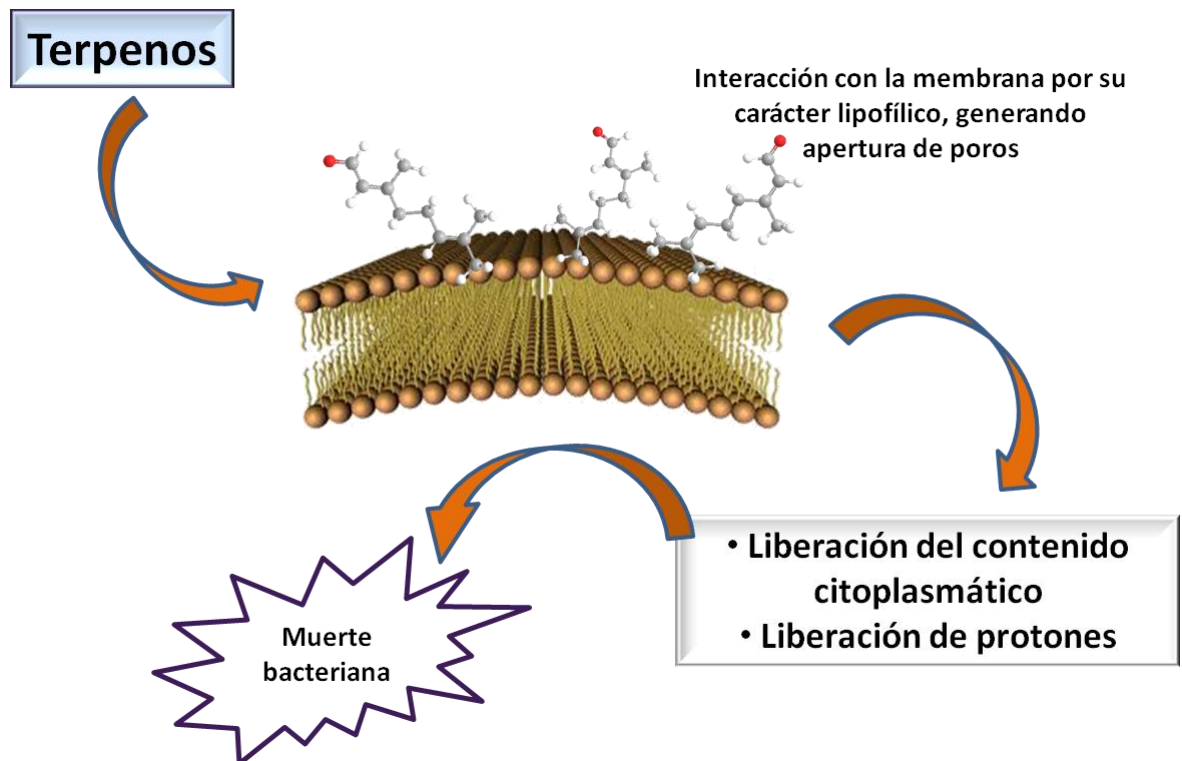 Terpenos
Interacción con la membrana por su
carácter lipofílico, generando
apertura de poros
• Liberación del contenido
citoplasmático
• Liberación de protones
Muerte
bacteriana